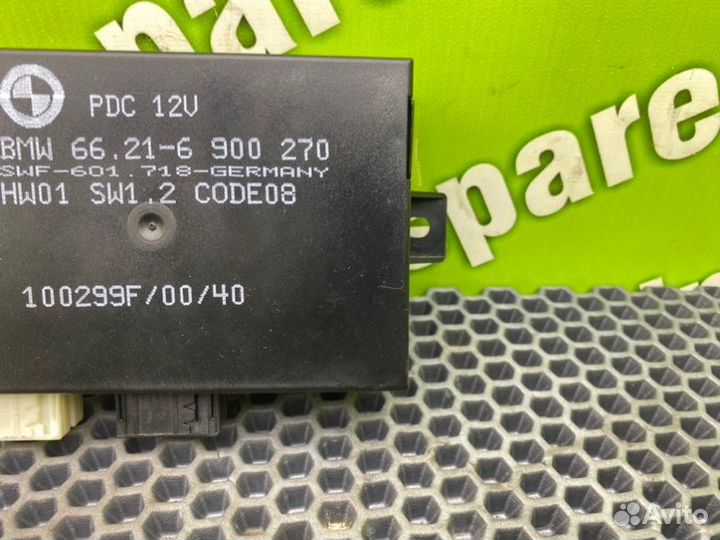 PDC 12V
BMW 66.21-6 900 270
SWF-601.718-GERMANY
HW01 SW1.2 CODE08
100299F/00/40
spare
spare
Avito